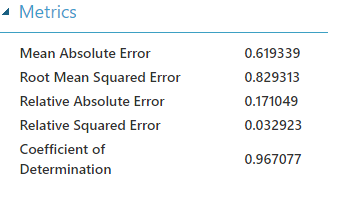 Metrics
Mean Absolute Error 0.619339
Root Mean Squared Error 0.829313
Relative Absolute Error 0.171049
Relative Squared Error 0.032923
Coefficient of
Determination 0.967077